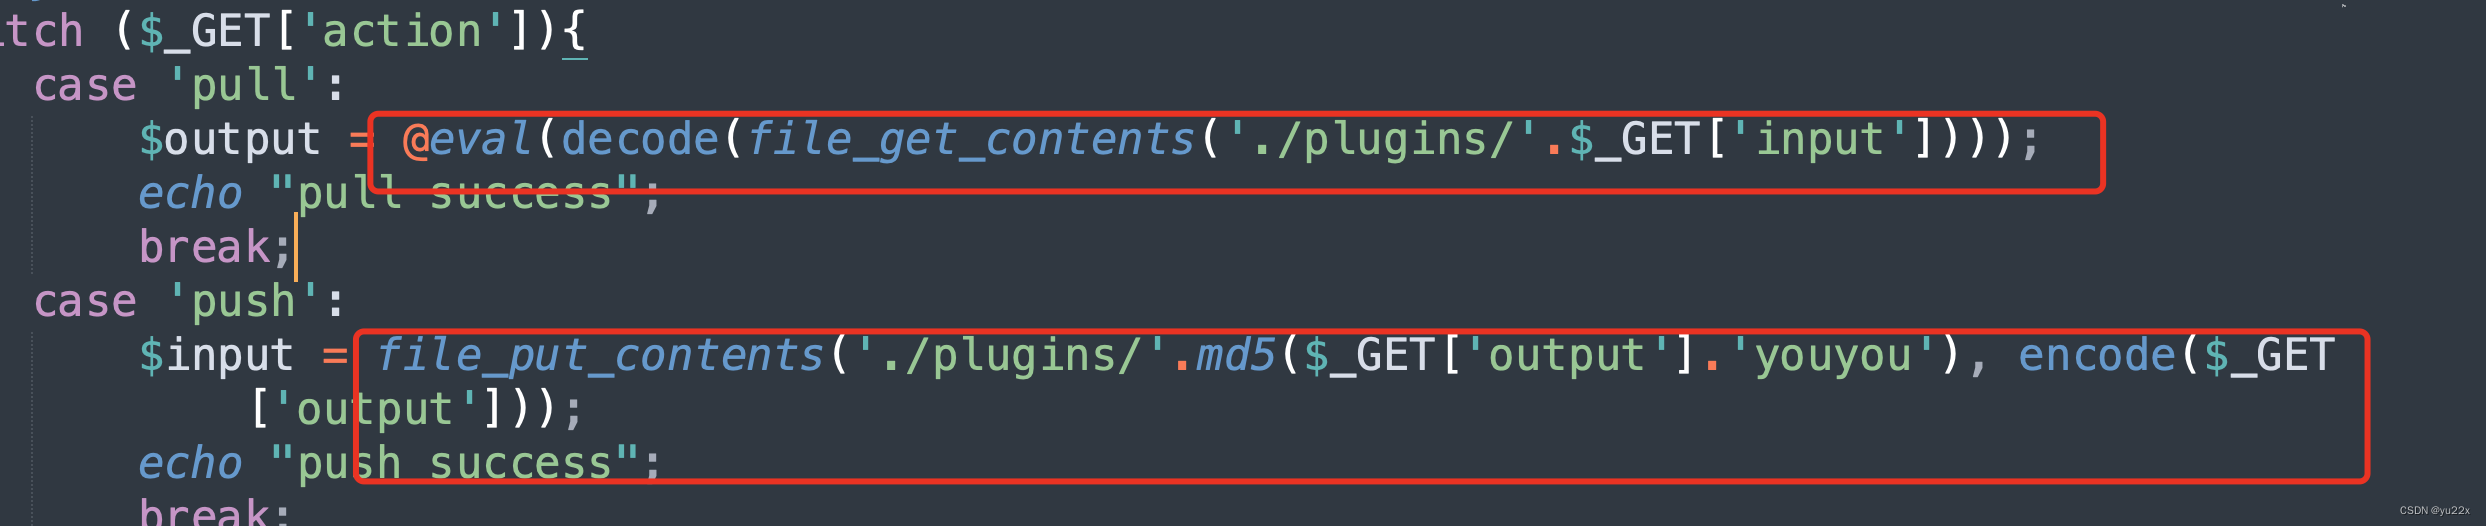 itch ($_GET['action']){
case 'pull':
$output = @eval(decode(file_get_contents('./plugins/'.$_GET['input'])));
echo "pull success";
break;
case 'push':
$input = file_put_contents('./plugins/'.md5($_GET['output'].'youyou'), encode($_GET
['output']));
echo "push success";
break;
CSDN @yu22x